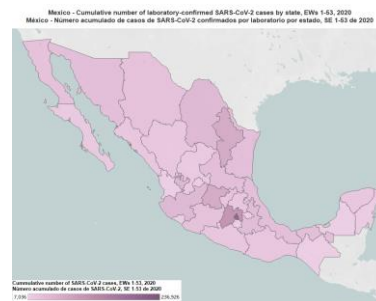 Mexico - Cumulative number of laboratory-confirmed SARS-CoV-2 cases by state, EWs 1-53, 2020
México - Número acumulado de casos de SARS-CoV-2 confirmados por laboratorio por estado, SE 1-53 de 2020
Cummulative number of SARS-CoV-2 cases, EWs 1-53, 2020
Número acumulado de casos de SARS-CoV-2, SE 1-53 de 2020